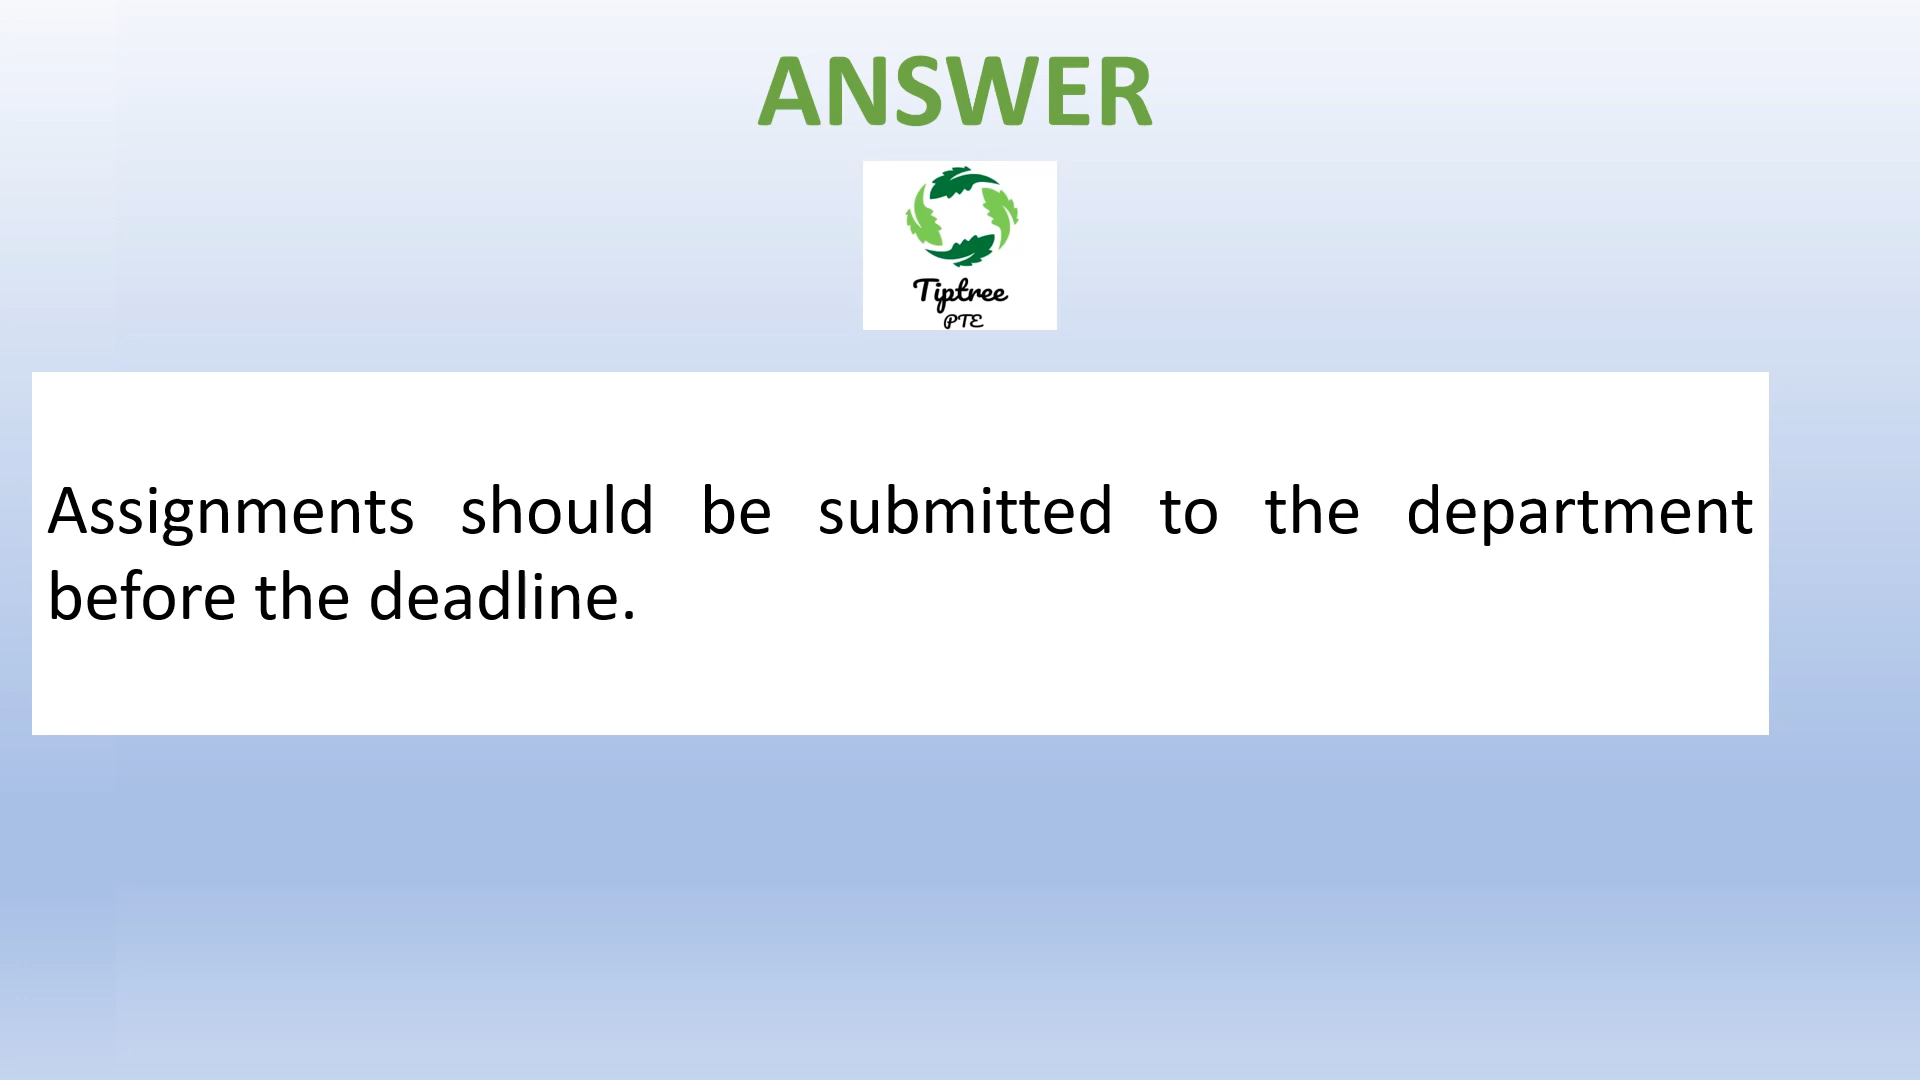 ANSWER
Tiptree
PTE
Assignments should be submitted to the department
before the deadline.